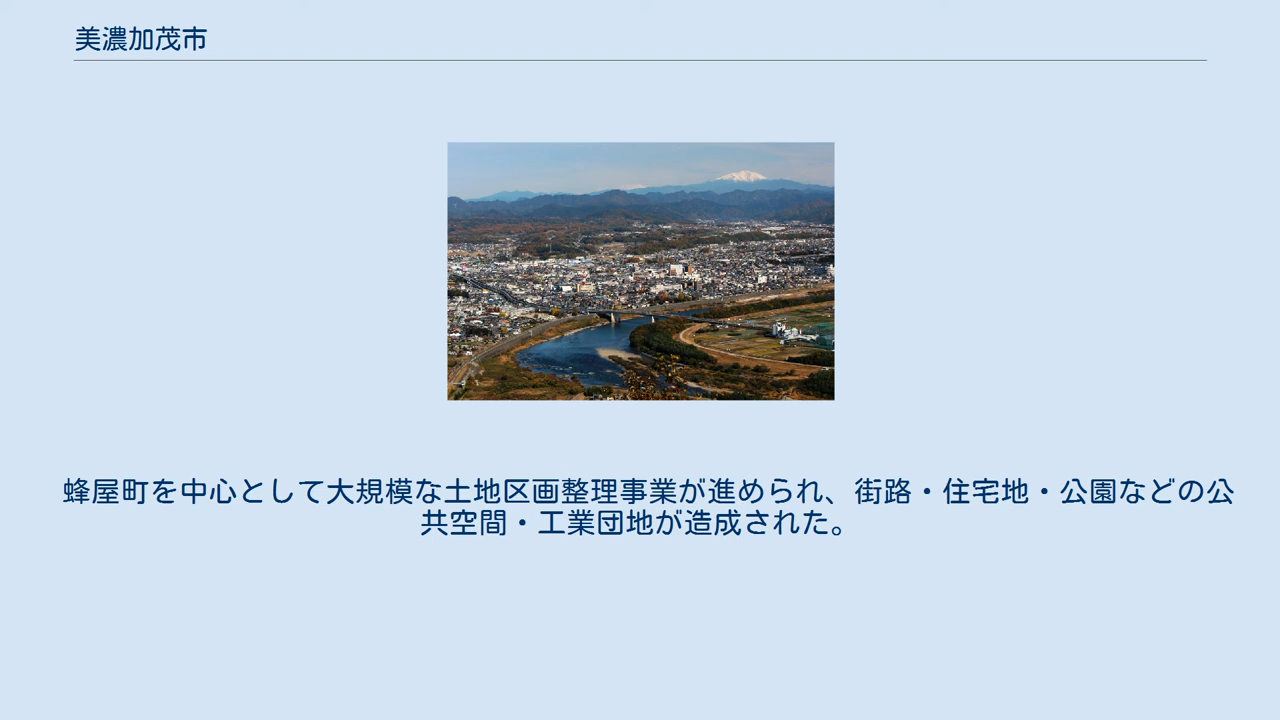 美濃加茂市
蜂屋町を中心として大規模な土地区画整理事業が進められ、街路・住宅地・公園などの公
共空間・工業団地が造成された。